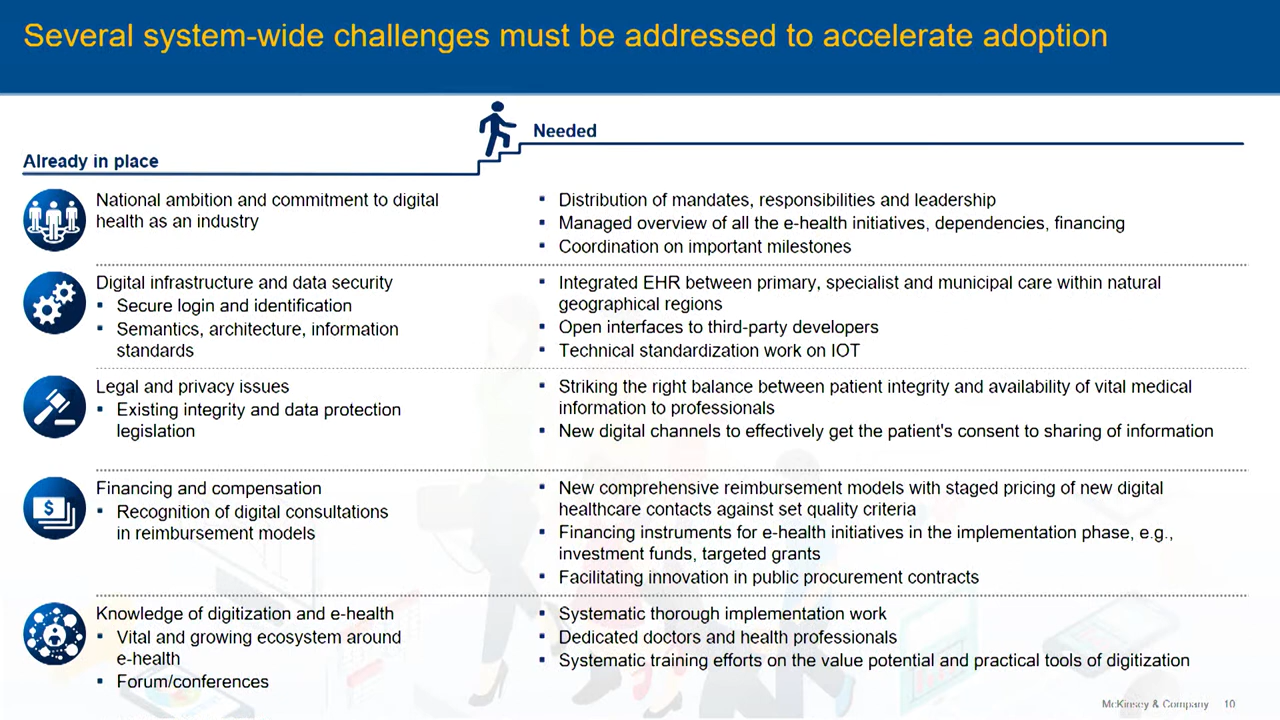 Several system-wide challenges must be addressed to accelerate adoption
Already in place
Needed
National ambition and commitment to digital
health as an industry
▪ Distribution of mandates, responsibilities and leadership
▪ Managed overview of all the e-health initiatives, dependencies, financing
▪ Coordination on important milestones
Digital infrastructure and data security
▪ Secure login and identification
▪ Semantics, architecture, information
standards
▪ Integrated EHR between primary, specialist and municipal care within natural
geographical regions
▪ Open interfaces to third-party developers
▪ Technical standardization work on IOT
Legal and privacy issues
▪ Existing integrity and data protection
legislation
▪ Striking the right balance between patient integrity and availability of vital medical
information to professionals
▪ New digital channels to effectively get the patient's consent to sharing of information
$
Financing and compensation
▪ Recognition of digital consultations
in reimbursement models
▪ New comprehensive reimbursement models with staged pricing of new digital
healthcare contacts against set quality criteria
▪ Financing instruments for e-health initiatives in the implementation phase, e.g.,
investment funds, targeted grants
▪ Facilitating innovation in public procurement contracts
Knowledge of digitization and e-health
▪ Vital and growing ecosystem around
e-health
▪ Forum/conferences
▪ Systematic thorough implementation work
▪ Dedicated doctors and health professionals
▪ Systematic training efforts on the value potential and practical tools of digitization
McKinsey & Company 10